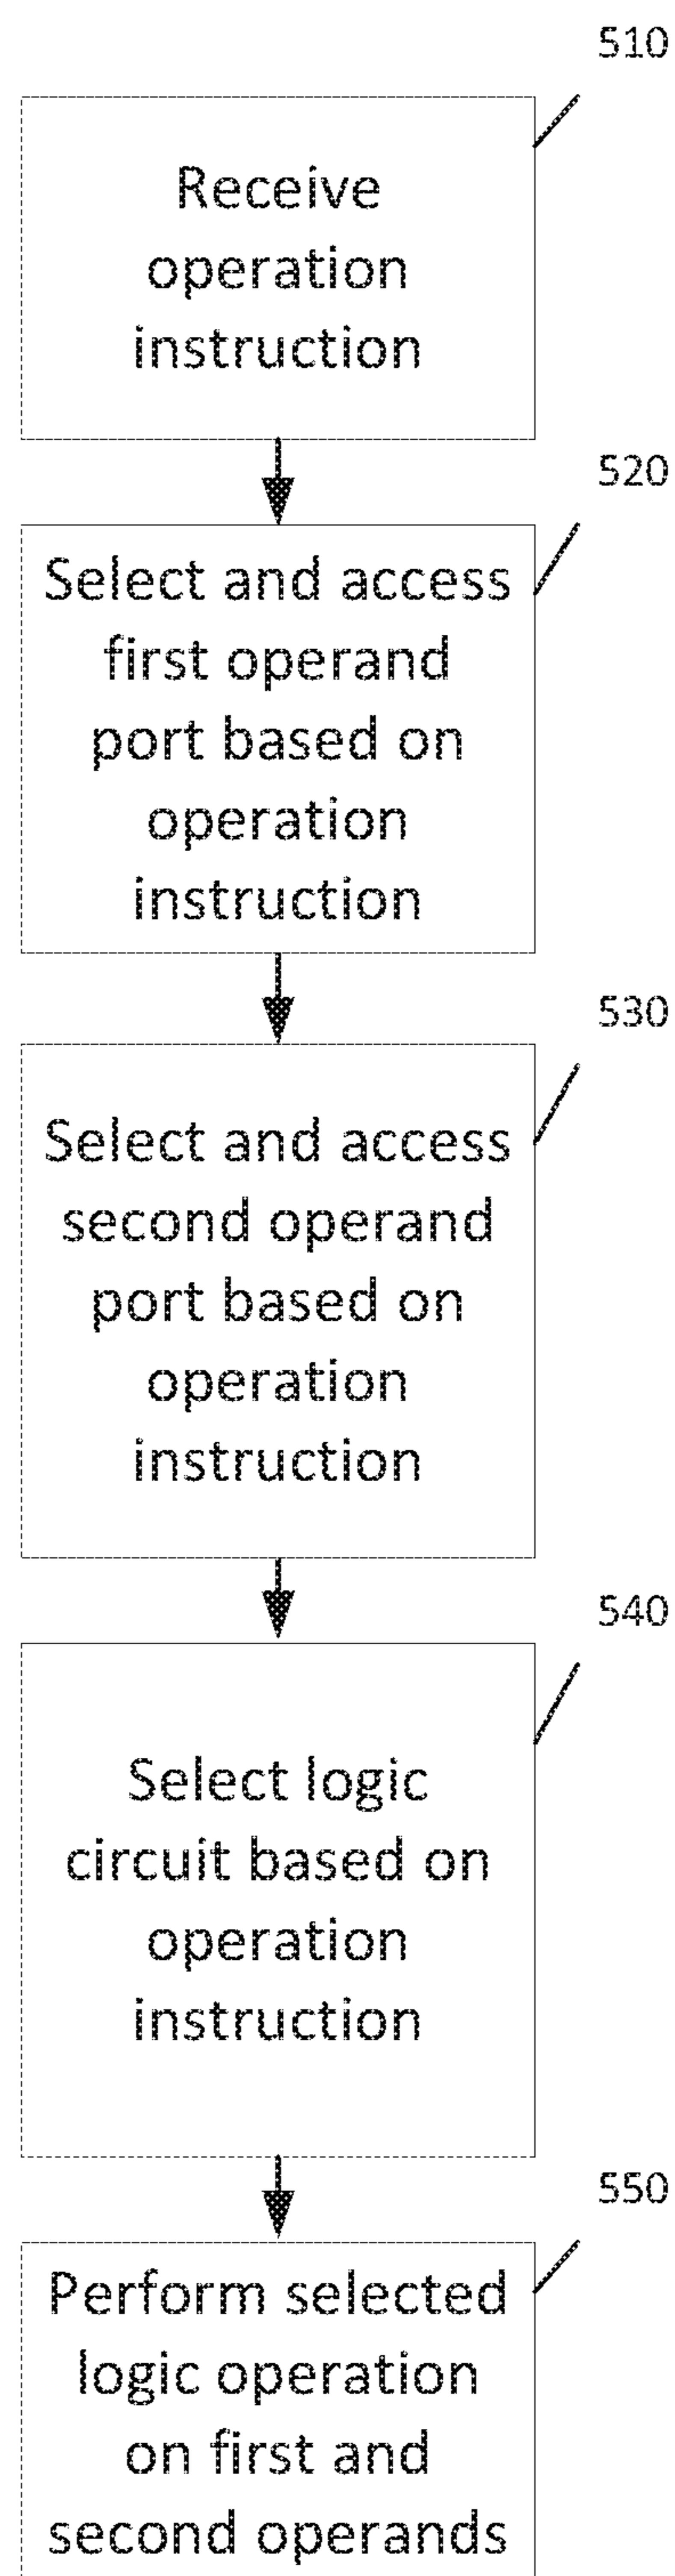 510
Receive
operation
instruction
520
Select and access
first operand
port based on
operation
instruction
530
Select and access
second operand
port based on
operation
instruction
540
Select logic
circuit based on
operation
instruction
550
Perform selected
logic operation
on first and
second operands